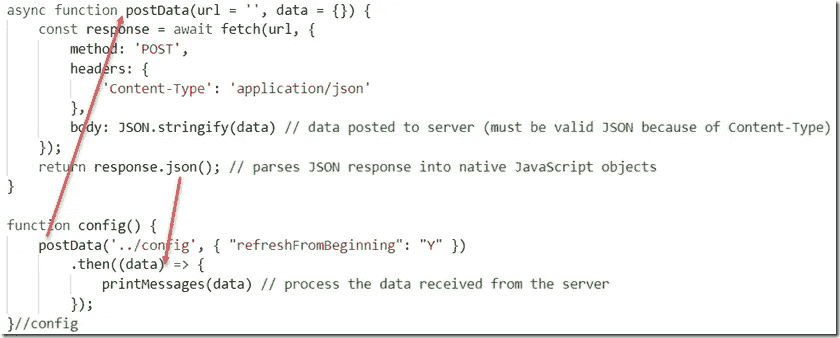 async function postData(url = '', data = {}) {
    const response = await fetch(url, {
        method: 'POST',
        headers: {
            'Content-Type': 'application/json'
        },
        body: JSON.stringify(data) // data posted to server (must be valid JSON because of Content-Type)
    });
    return response.json(); // parses JSON response into native JavaScript objects
}
function config() {
    postData('../config', { "refreshFromBeginning": "Y" })
        .then((data) => {
            printMessages(data) // process the data received from the server
        });
}//config